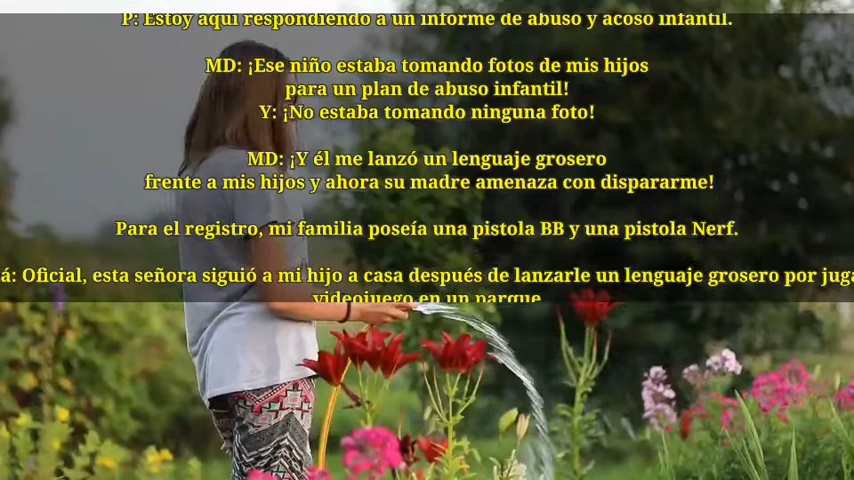 P: Estoy aquí respondiendo a un informe de abuso y acoso infantil.
MD: ¡Ese niño estaba tomando fotos de mis hijos
para un plan de abuso infantil!
Y: ¡No estaba tomando ninguna foto!
MD: ¡Y él me lanzó un lenguaje grosero
frente a mis hijos y ahora su madre amenaza con dispararme!
Para el registro, mi familia poseía una pistola BB y una pistola Nerf.
á: Oficial, esta señora siguió a mi hijo a casa después de lanzarle un lenguaje grosero por juga
videojuego en un parque